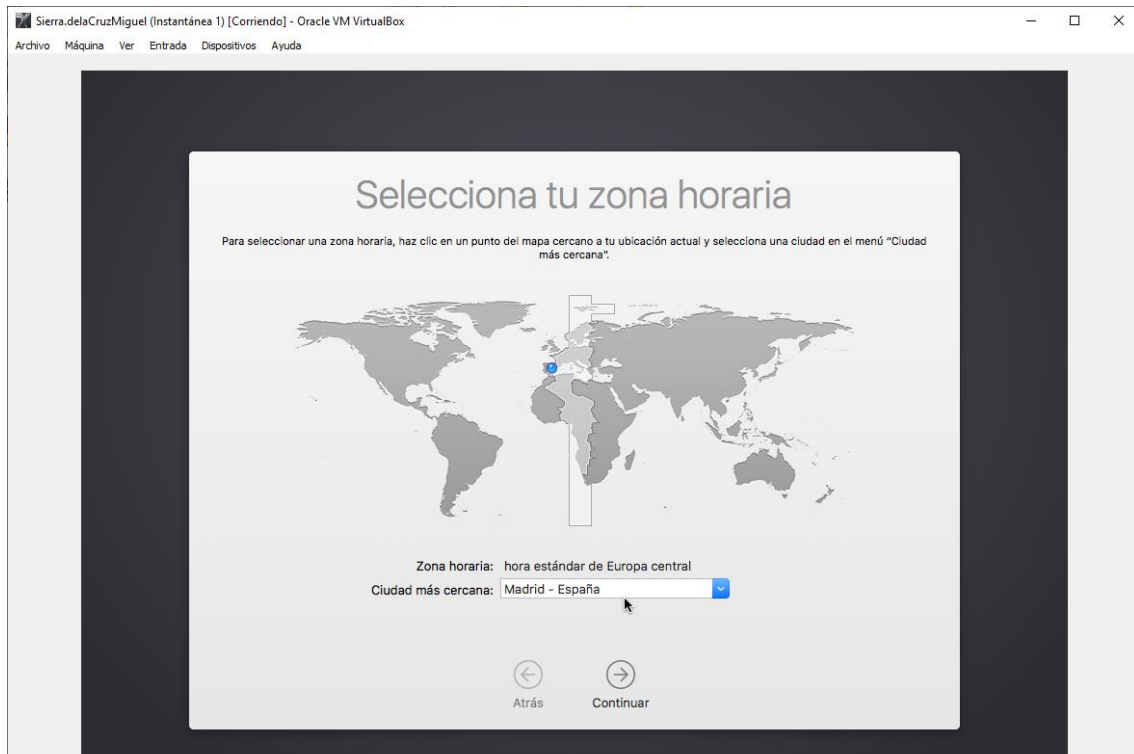 Sierra.delaCruzMiguel (Instantánea 1) [Corriendo] - Oracle VM VirtualBox
Archivo Máquina Ver Entrada Dispositivos Ayuda
Selecciona tu zona horaria
Para seleccionar una zona horaria, haz clic en un punto del mapa cercano a tu ubicación actual y selecciona una ciudad en el menú “Ciudad
más cercana”.
Zona horaria: hora estándar de Europa central
Ciudad más cercana: Madrid - España
Atrás Continuar